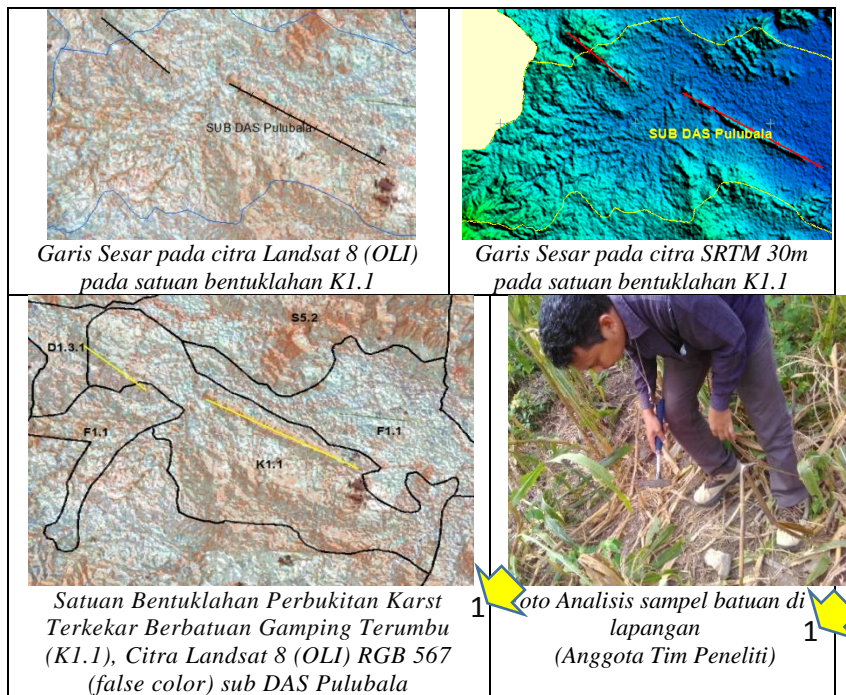 SUB DAS Pulubala
SUB DAS Pulubala
Garis Sesar pada citra Landsat 8 (OLI)
pada satuan bentuklahan K1.1
Garis Sesar pada citra SRTM 30m
pada satuan bentuklahan K1.1
S5.2
D1.3.1
F1.1
F1.1
K1.1
Satuan Bentuklahan Perbukitan Karst
Terkekar Berbatuan Gamping Terumbu
(K1.1), Citra Landsat 8 (OLI) RGB 567
(false color) sub DAS Pulubala
1
oto Analisis sampel batuan di
lapangan
(Anggota Tim Peneliti)
1